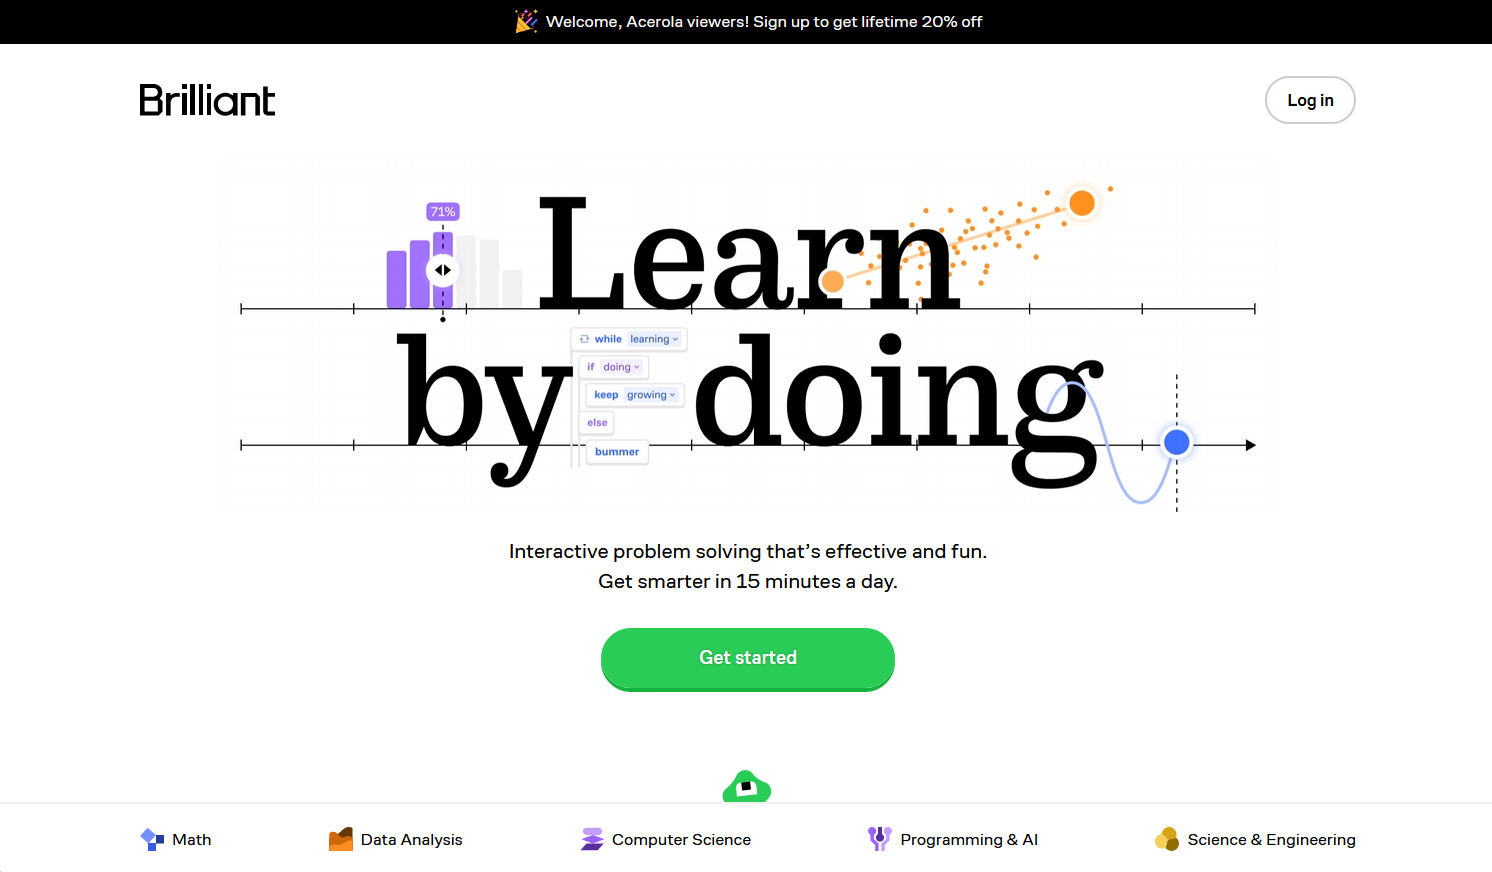 Welcome, Acerola viewers! Sign up to get lifetime 20% off
Brilliant
Log in
71%
Learn
by doing
while learning
if doing
keep growing
else
bummer
Interactive problem solving that’s effective and fun.
Get smarter in 15 minutes a day.
Get started
Math
Data Analysis
Computer Science
Programming & AI
Science & Engineering